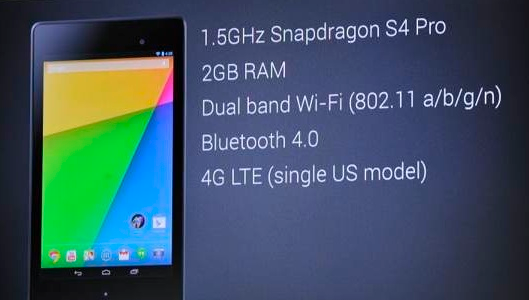 1.5GHz Snapdragon S4 Pro
2GB RAM
Dual band Wi-Fi (802.11 a/b/g/n)
Bluetooth 4.0
4G LTE (single US model)